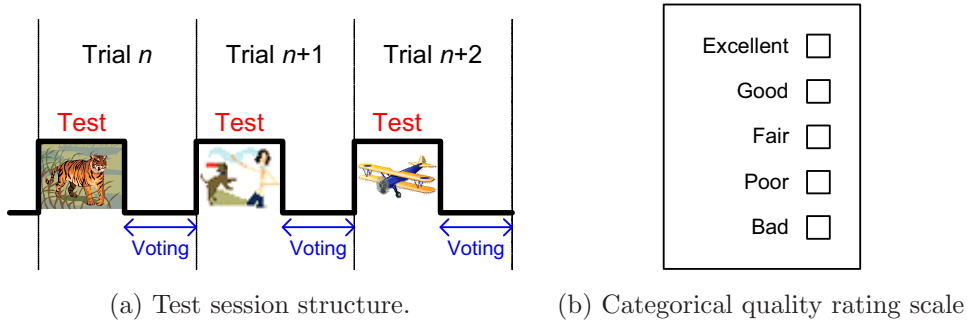 Trial n
Trial n+1
Trial n+2
Test
Test
Test
Voting
Voting
Voting
(a) Test session structure.
Excellent
Good
Fair
Poor
Bad
(b) Categorical quality rating scale